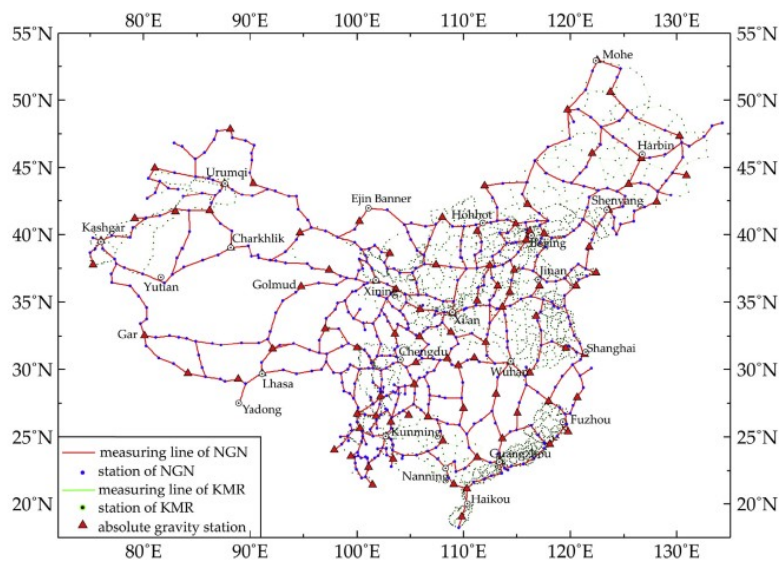 80°E 90°E 100°E 110°E 120°E 130°E
55°N 55°N
Mohe
50°N 50°N
Harbin
45°N 45°N
Urumqi
Ejin Banner
Hohhot
Shenyang
Kashgar
40°N 40°N
Charkhlik
Beijing
Yutian
Golmud
Jinan
Xining
35°N 35°N
Xi'an
Gar
Chengdu
Shanghai
30°N 30°N
Lhasa
Wuhan
Yadong
Fuzhou
25°N 25°N
Kunming
Guangzhou
Nanning
20°N 20°N
Haikou
measuring line of NGN
station of NGN
measuring line of KMR
station of KMR
absolute gravity station
80°E 90°E 100°E 110°E 120°E 130°E